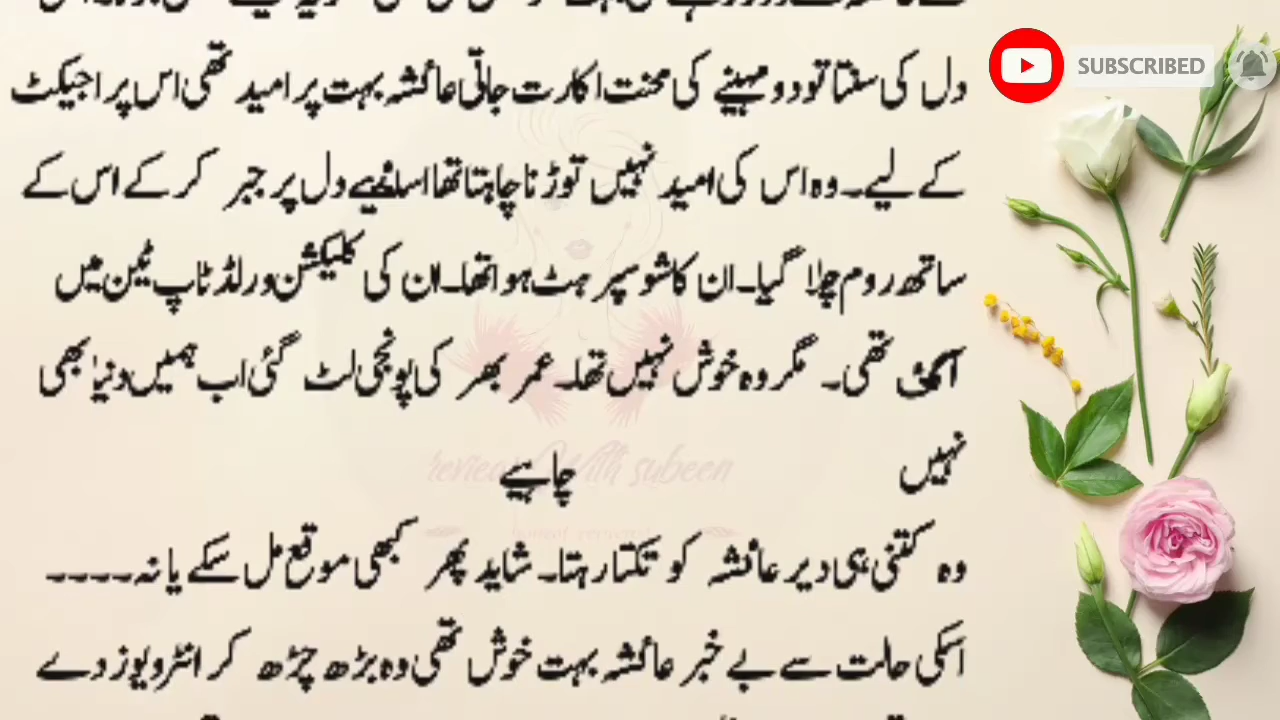 دل کی سنتا تو دو مہینے کی محنت اکارت جاتی عائشہ بہت پر امید تھی اس پراجیکٹ
کے لیے۔ وہ اس کی امید نہیں توڑنا چاہتا تھا اسلئیے دل پر جبر کر کے اس کے
ساتھ روم چلا گیا۔ ان کا شو سپر ہٹ ہوا تھا۔ ان کی کلیکشن ورلڈ ٹاپ ٹین میں
آگئی تھی۔ مگر وہ خوش نہیں تھا۔ عمر بھر کی پونجی لٹ گئی اب ہمیں دنیا بھی
نہیں چاہیے
وہ کتنی ہی دیر عائشہ کو تکتا رہتا۔ شاید پھر کبھی موقع مل سکے یا نہ۔۔۔۔
اسکی حالت سے بے خبر عائشہ بہت خوش تھی وہ بڑھ چڑھ کر انٹرویوز دے
SUBSCRIBED
review With subeen